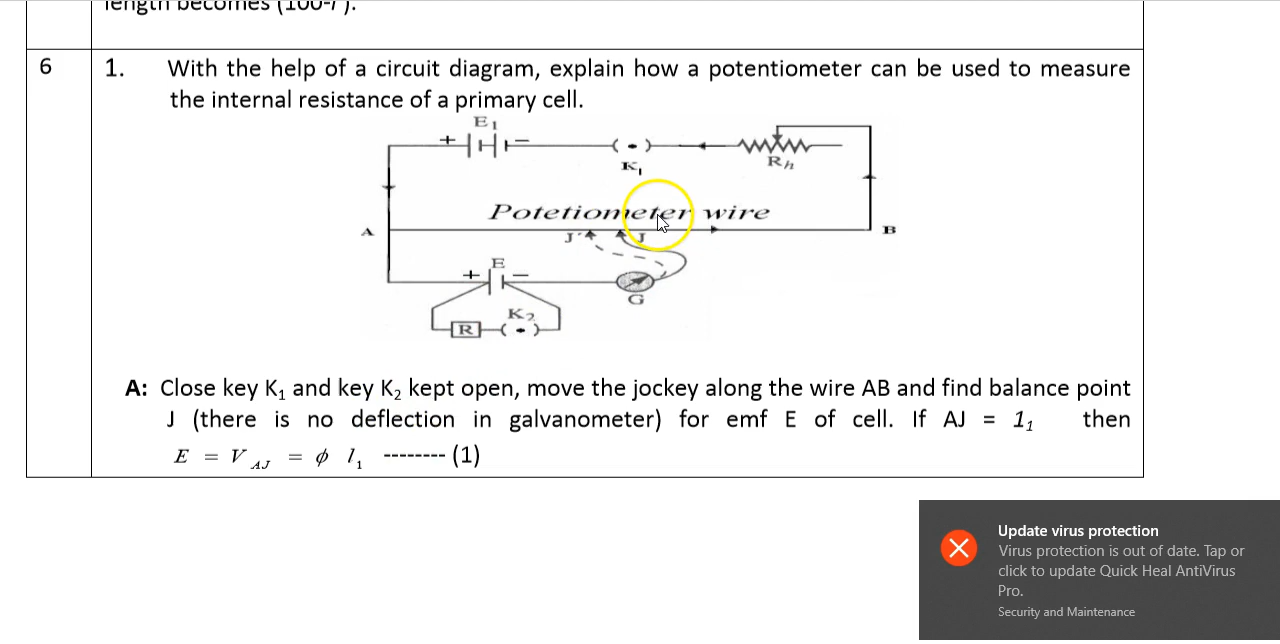 length becomes (100-l ).
6
1. With the help of a circuit diagram, explain how a potentiometer can be used to measure
the internal resistance of a primary cell.
E1
+ −
( • )
K1
Rh
Potetiometer wire
A
J' J
B
E
+ −
G
K2
R ( • )
A: Close key K₁ and key K₂ kept open, move the jockey along the wire AB and find balance point
J (there is no deflection in galvanometer) for emf E of cell. If AJ = l₁ then
E = V AJ = ϕ l₁ -------- (1)
Update virus protection
Virus protection is out of date. Tap or
click to update Quick Heal AntiVirus
Pro.
Security and Maintenance